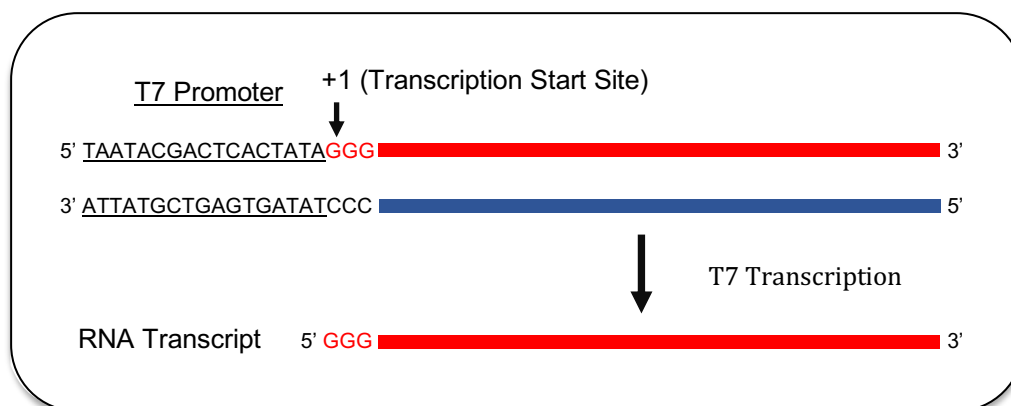 +1 (Transcription Start Site)
T7 Promoter
5’ TAATACGACTCACTATAGGG 3’
3’ ATTATGCTGAGTGATATCCC 5’
T7 Transcription
RNA Transcript 5’ GGG 3’